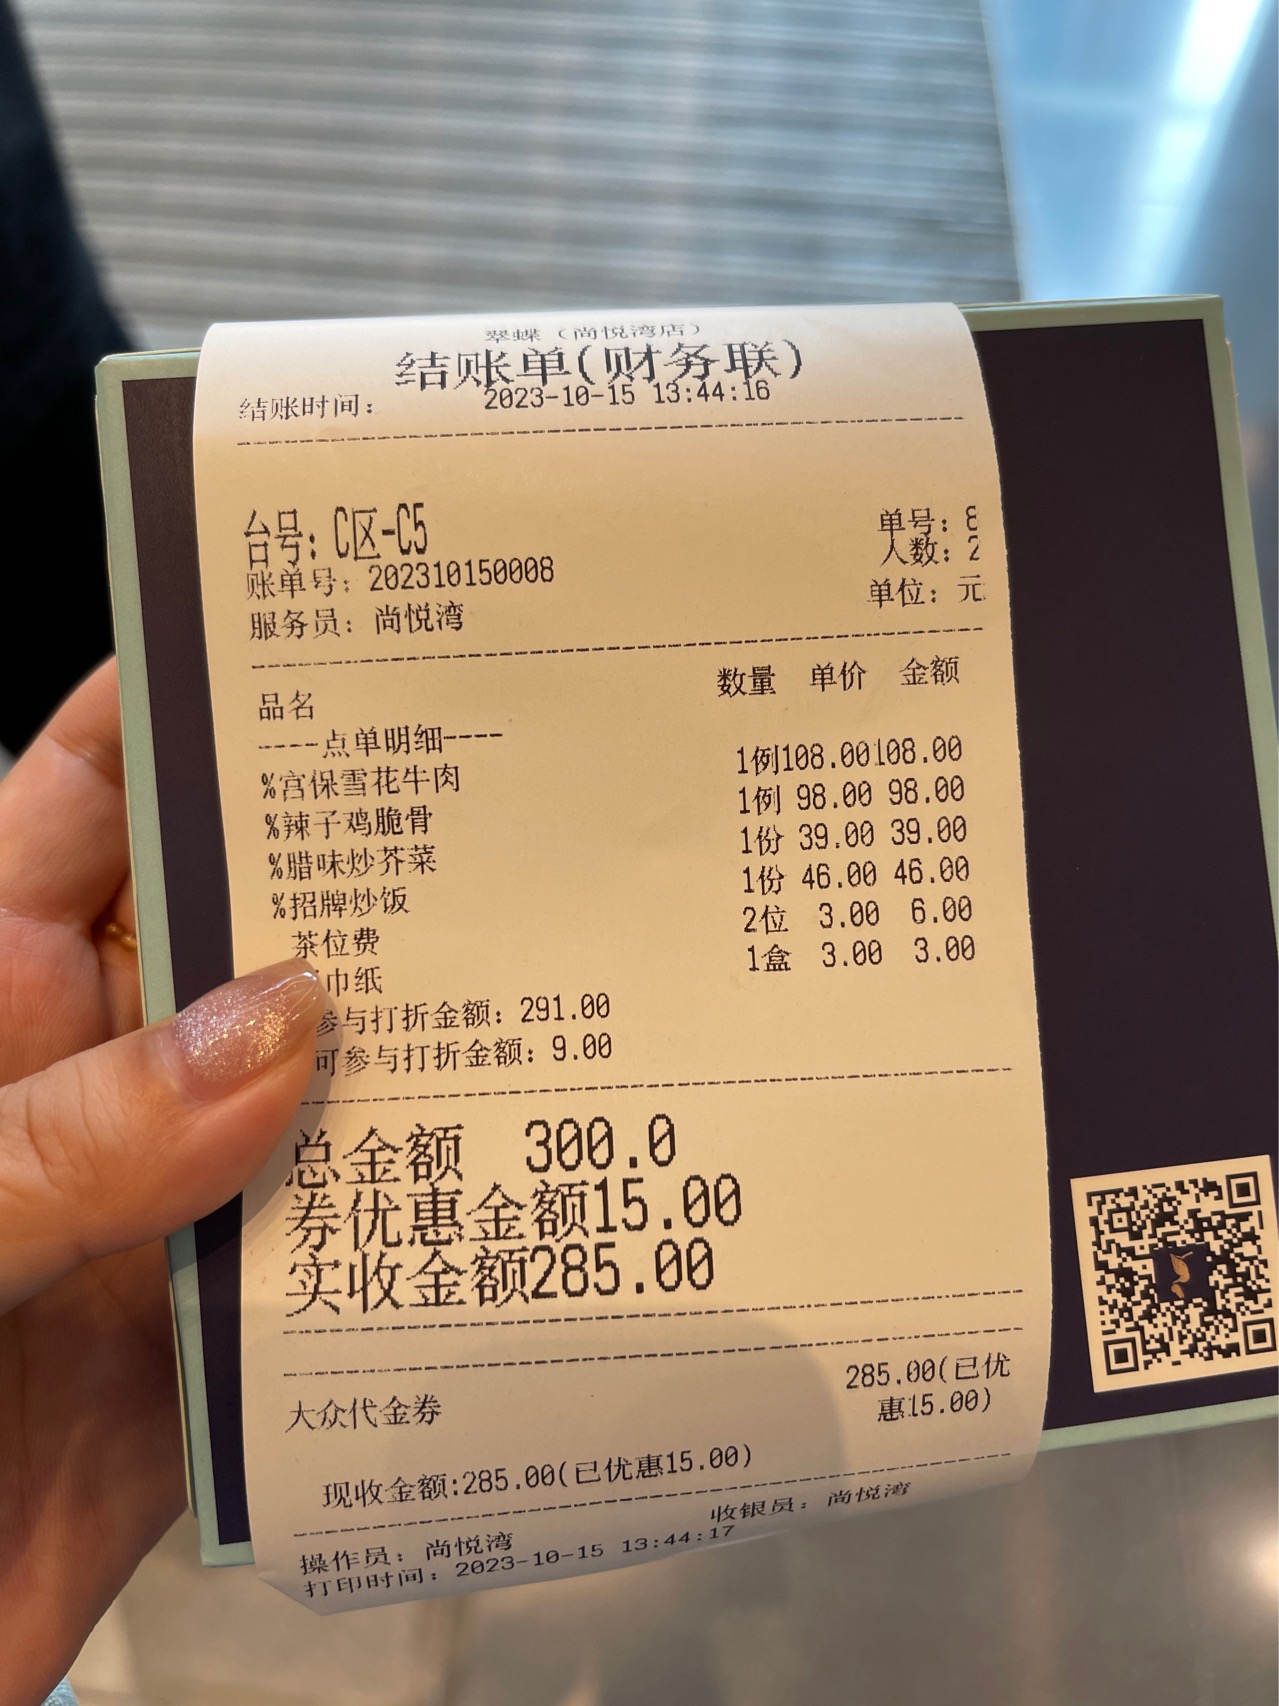 翠蝶（尚悦湾店）
结账单(财务联)
结账时间： 2023-10-15 13:44:16
台号：C区-C5
单号：8
账单号：202310150008
人数：2
服务员：尚悦湾
单位：元
品名 数量 单价 金额
----点单明细----
%宫保雪花牛肉 1例108.00108.00
%辣子鸡脆骨 1例 98.00 98.00
%腊味炒芥菜 1份 39.00 39.00
%招牌炒饭 1份 46.00 46.00
茶位费 2位 3.00 6.00
巾纸 1盒 3.00 3.00
参与打折金额：291.00
可参与打折金额：9.00
总金额 300.0
券优惠金额15.00
实收金额285.00
大众代金券 285.00(已优
惠15.00)
现收金额:285.00(已优惠15.00)
操作员：尚悦湾 收银员：尚悦湾
打印时间：2023-10-15 13:44:17